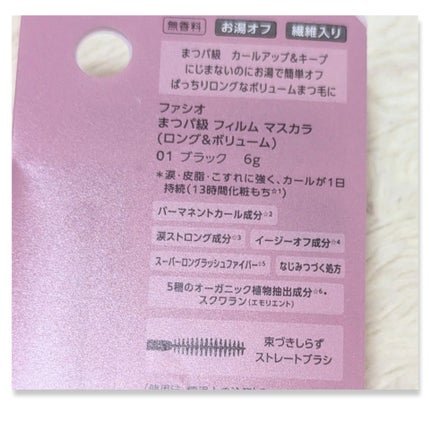 無香料 お湯オフ 繊維入り
まつパ級 カールアップ&キープ
にじまないのにお湯で簡単オフ
ぱっちりロングなボリュームまつ毛に
ファシオ
まつパ級 フィルム マスカラ
(ロング&ボリューム)
01 ブラック 6g
*涙・皮脂・こすれに強く、カールが1日
持続(13時間化粧もち☆1)
パーマネントカール成分☆2
涙ストロング成分☆3 イージーオフ成分☆4
スーパーロングラッシュファイバー☆5 なじみつづく処方
5種のオーガニック植物抽出成分☆6・
スクワラン(エモリエント)
束づきしらず
ストレートブラシ